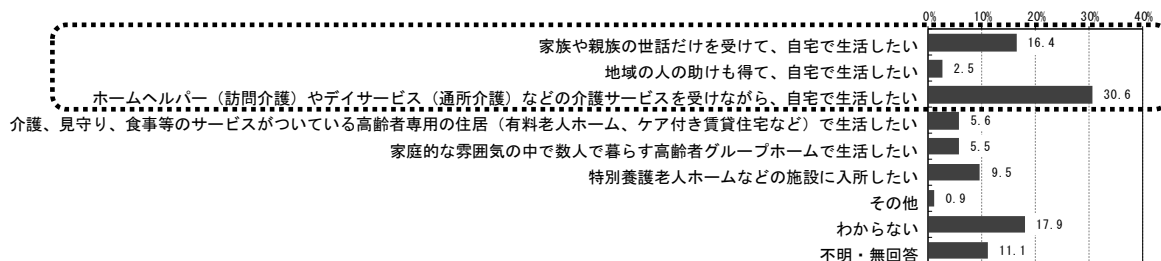 0% 10% 20% 30% 40%
家族や親族の世話だけを受けて、自宅で生活したい 16.4
地域の人の助けも得て、自宅で生活したい 2.5
ホームヘルパー（訪問介護）やデイサービス（通所介護）などの介護サービスを受けながら、自宅で生活したい 30.6
介護、見守り、食事等のサービスがついている高齢者専用の住居（有料老人ホーム、ケア付き賃貸住宅など）で生活したい 5.6
家庭的な雰囲気の中で数人で暮らす高齢者グループホームで生活したい 5.5
特別養護老人ホームなどの施設に入所したい 9.5
その他 0.9
わからない 17.9
不明・無回答 11.1